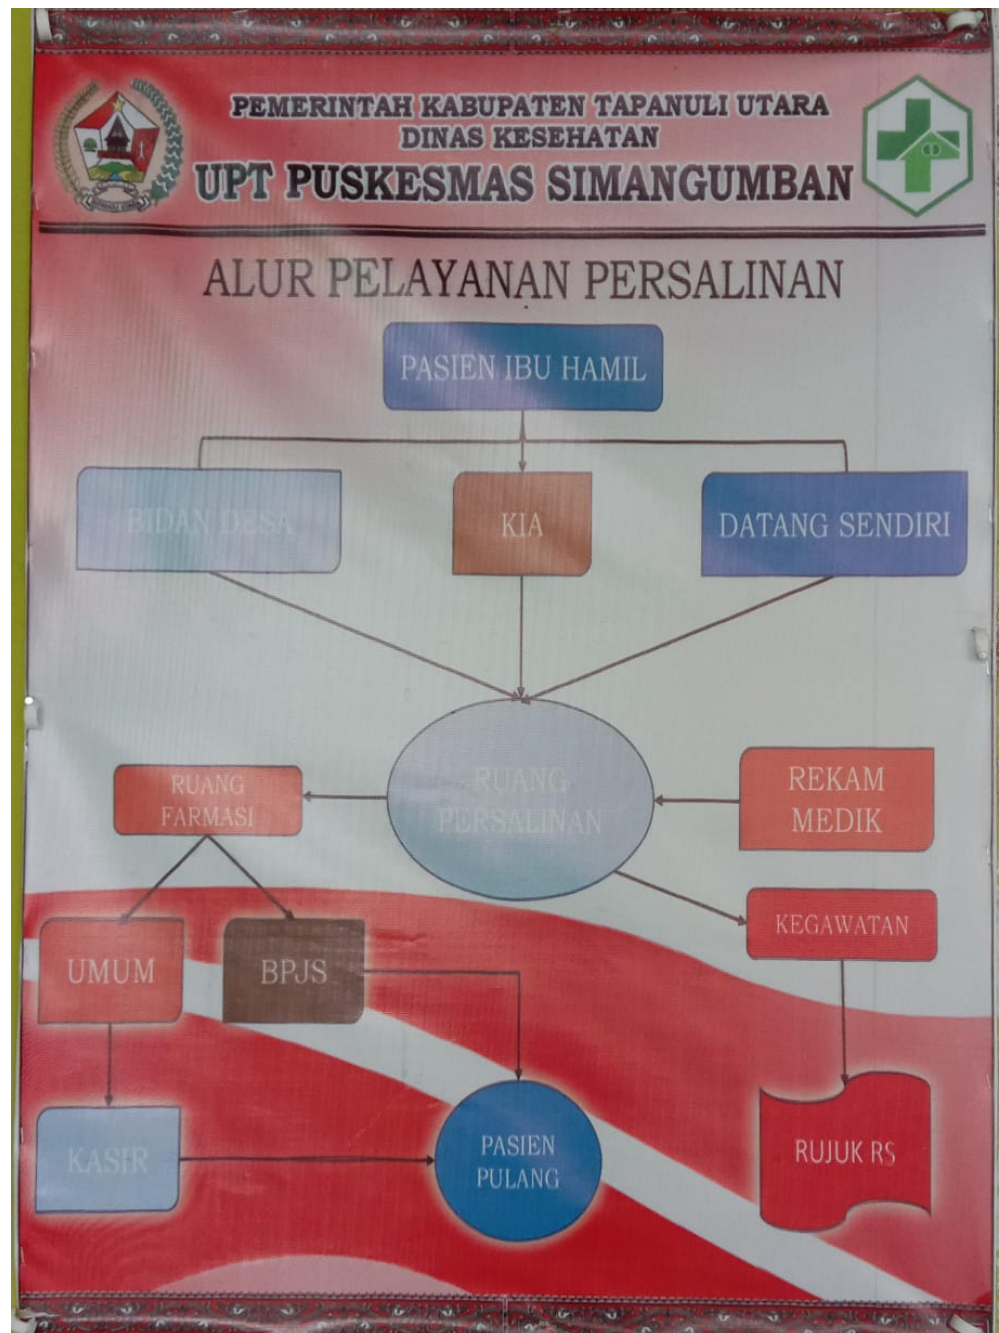 PEMERINTAH KABUPATEN TAPANULI UTARA
DINAS KESEHATAN
UPT PUSKESMAS SIMANGUMBAN
ALUR PELAYANAN PERSALINAN
PASIEN IBU HAMIL
BIDAN DESA
KIA
DATANG SENDIRI
RUANG
PERSALINAN
REKAM
MEDIK
RUANG
FARMASI
KEGAWATAN
UMUM
BPJS
KASIR
PASIEN
PULANG
RUJUK RS